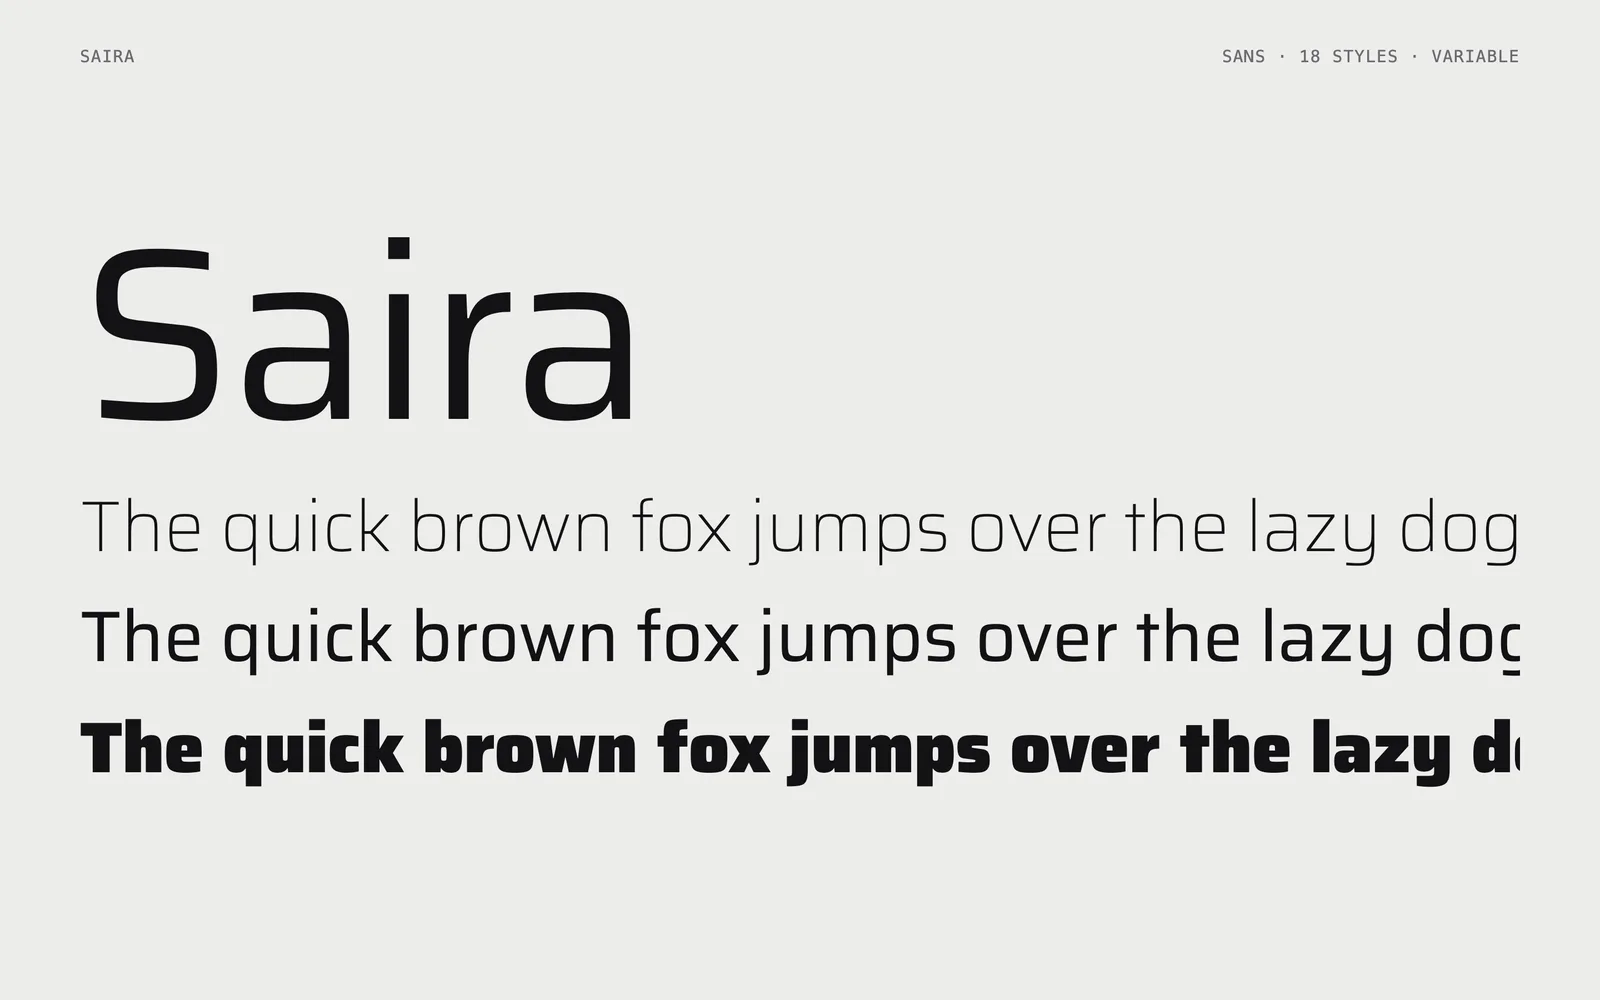 SAIRA
SANS · 18 STYLES · VARIABLE
Saira
The quick brown fox jumps over the lazy dog
The quick brown fox jumps over the lazy dog
The quick brown fox jumps over the lazy